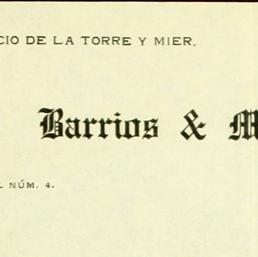 CIO DE LA TORRE Y MIER.
Barrios & M
L NÚM. 4.